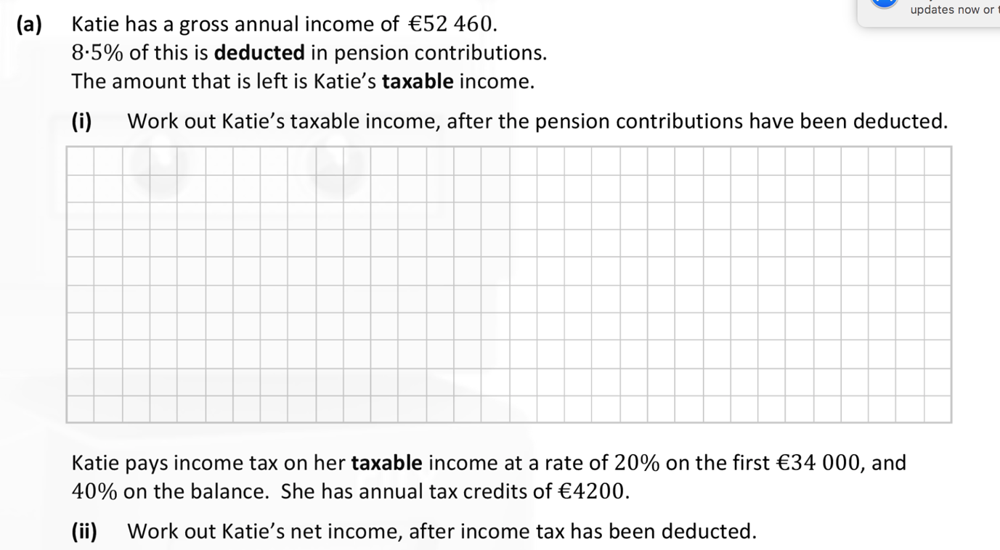 updates now or
(a) Katie has a gross annual income of €52 460.
8·5% of this is deducted in pension contributions.
The amount that is left is Katie’s taxable income.
(i) Work out Katie’s taxable income, after the pension contributions have been deducted.
Katie pays income tax on her taxable income at a rate of 20% on the first €34 000, and
40% on the balance. She has annual tax credits of €4200.
(ii) Work out Katie’s net income, after income tax has been deducted.